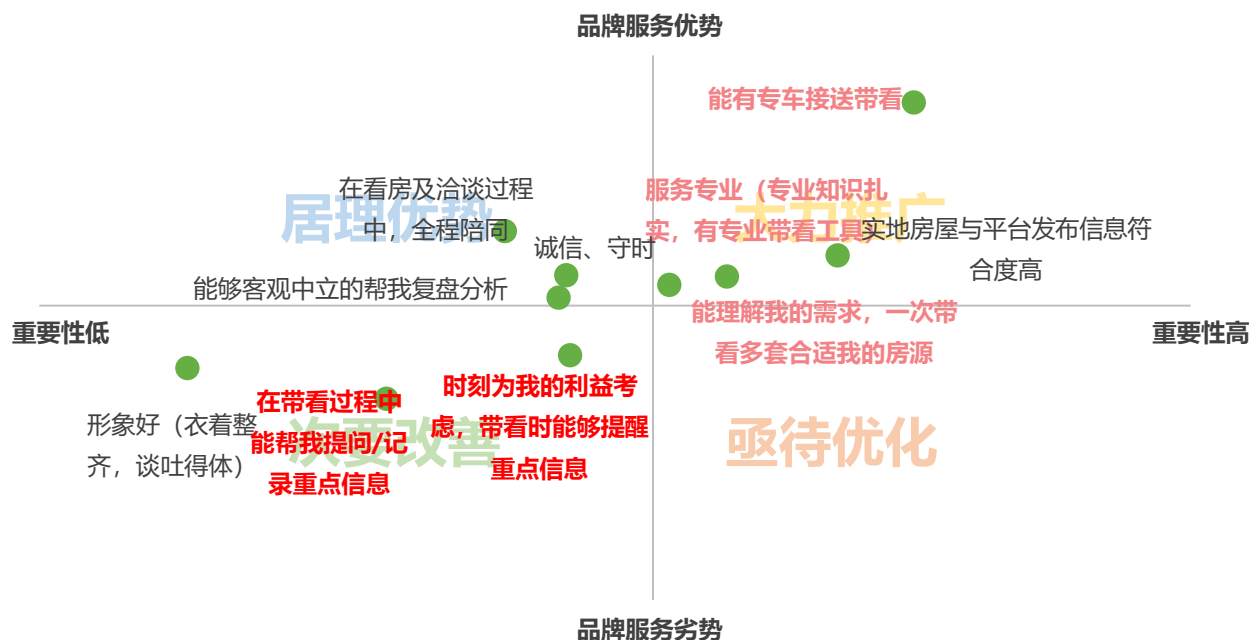 品牌服务优势
能有专车接送带看
在看房及洽谈过程
中，全程陪同
居理优势
服务专业（专业知识扎
实，有专业带看工具）
大力推广
实地房屋与平台发布信息符
合度高
诚信、守时
能够客观中立的帮我复盘分析
重要性低
能理解我的需求，一次带
看多套合适我的房源
重要性高
形象好（衣着整
齐，谈吐得体）
在带看过程中
能帮我提问/记
录重点信息
次要改善
时刻为我的利益考
虑，带看时能够提醒
重点信息
亟待优化
品牌服务劣势